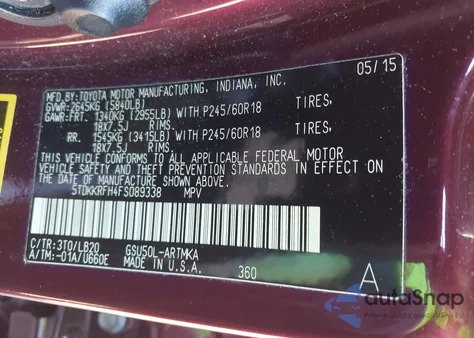 MFD.BY:TOYOTA MOTOR MANUFACTURING, INDIANA, INC. 05/15
GVWR:2645KG (5840LB)
GAWR:FRT. 1340KG (2955LB) WITH P245/60R18 TIRES,
18X7.5J RIMS.
RR. 1545KG (3415LB) WITH P245/60R18 TIRES,
18X7.5J RIMS.
THIS VEHICLE CONFORMS TO ALL APPLICABLE FEDERAL MOTOR
VEHICLE SAFETY STANDARDS IN EFFECT ON
THE DATE OF MANUFACTURE SHOWN ABOVE.
5TDKKRFH4FS089338 MPV
C/TR:3T0/LB20 GSU50L-ARTMKA
A/TM:-01A/U660E MADE IN U.S.A. 360 A
autoSnap